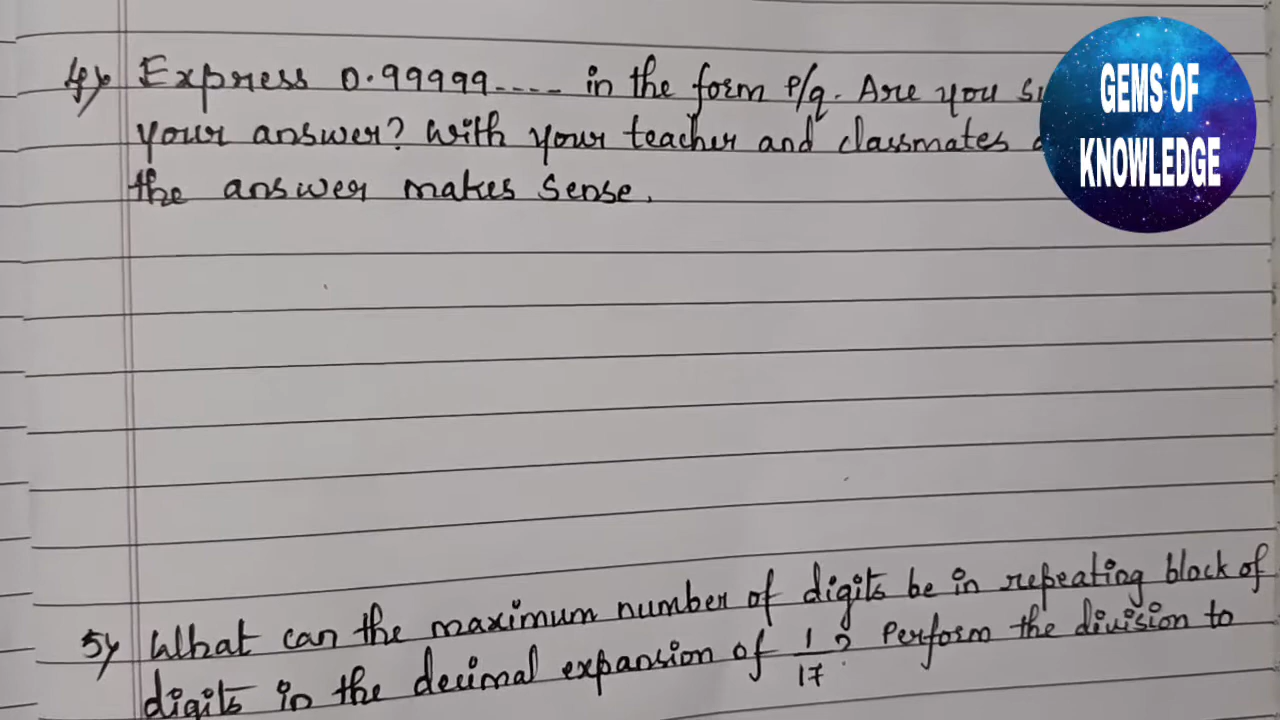 4) Express 0.99999.... in the form P/q. Are you
your answer? With your teacher and classmates
the answer makes sense.
GEMS OF
KNOWLEDGE
5) What can the maximum number of digits be in repeating block of
digits in the decimal expansion of 1/17? Perform the division to